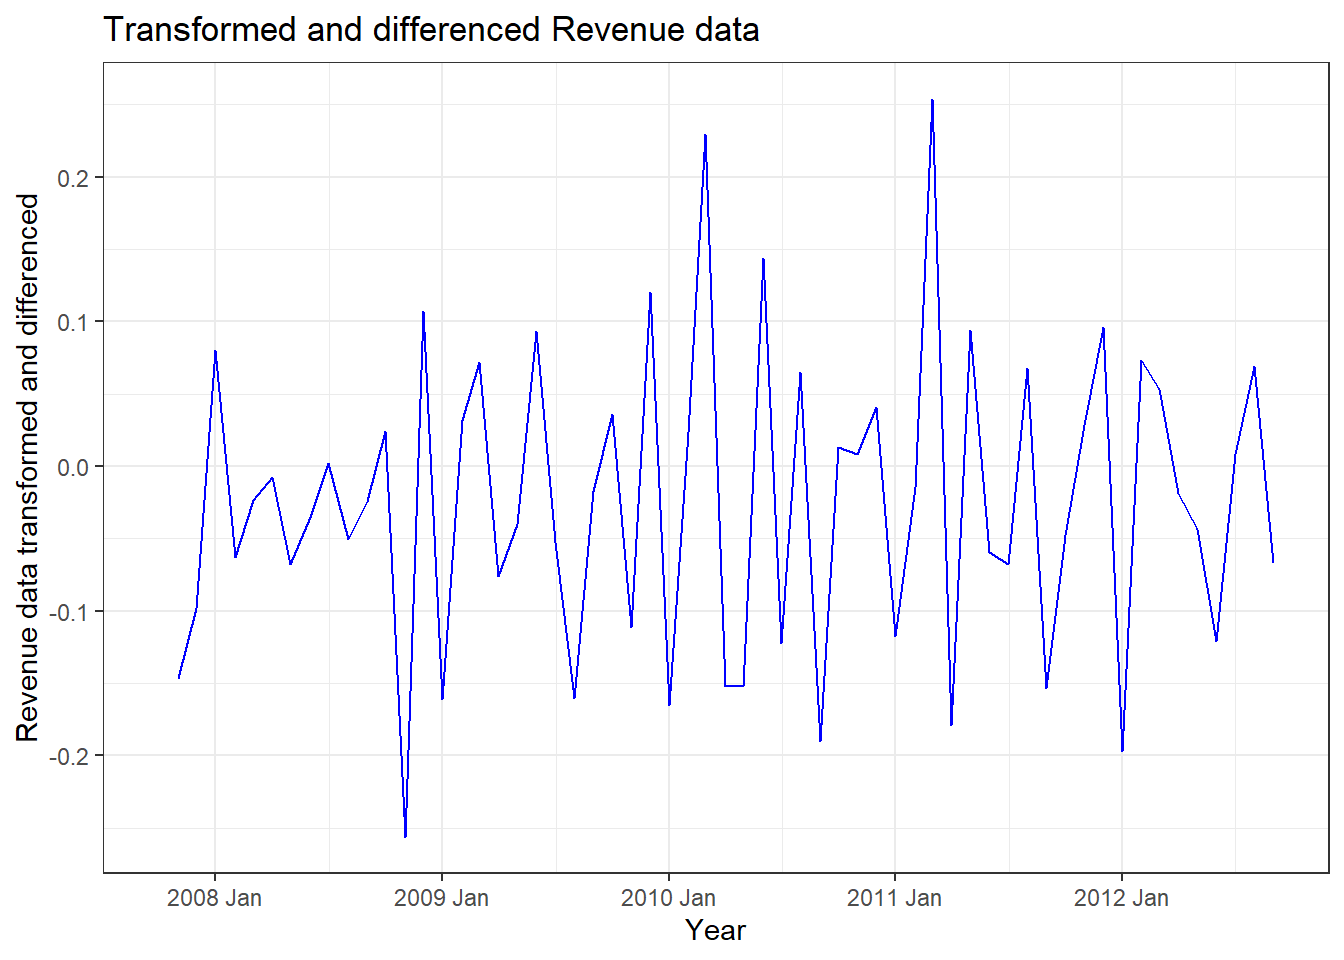 Transformed and differenced Revenue data
Revenue data transformed and differenced
0.2
0.1
0.0
-0.1
-0.2
2008 Jan
2009 Jan
2010 Jan
2011 Jan
2012 Jan
Year